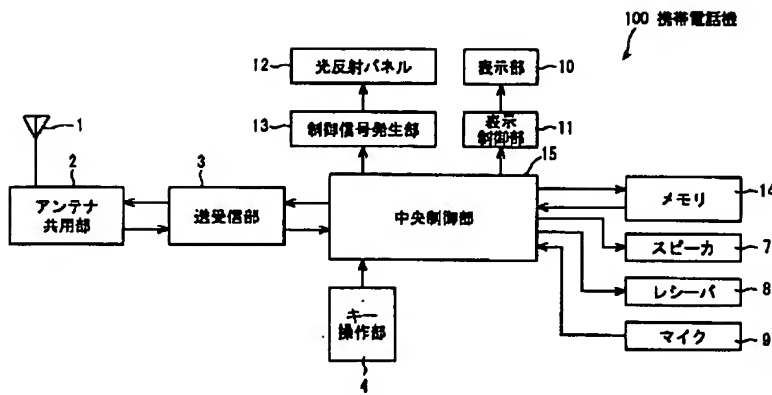 100 携帯電話機
12
光反射パネル
表示部
10
1
13
制御信号発生部
表示
制御部
11
15
2
3
アンテナ
共用部
送受信部
中央制御部
メモリ
14
スピーカ
7
レシーバ
8
キー
操作部
マイク
9
4